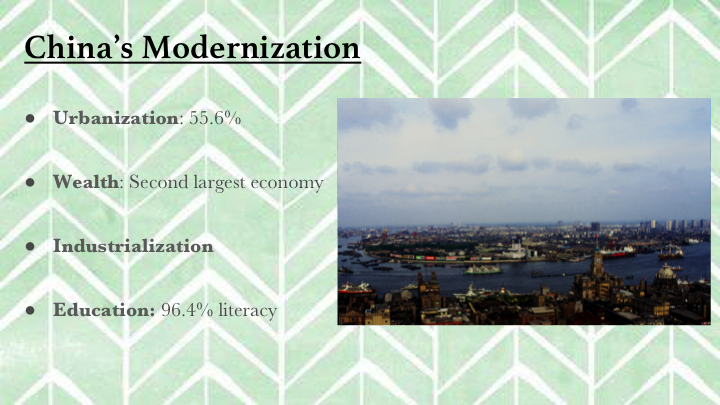 China’s Modernization
● Urbanization: 55.6%
● Wealth: Second largest economy
● Industrialization
● Education: 96.4% literacy